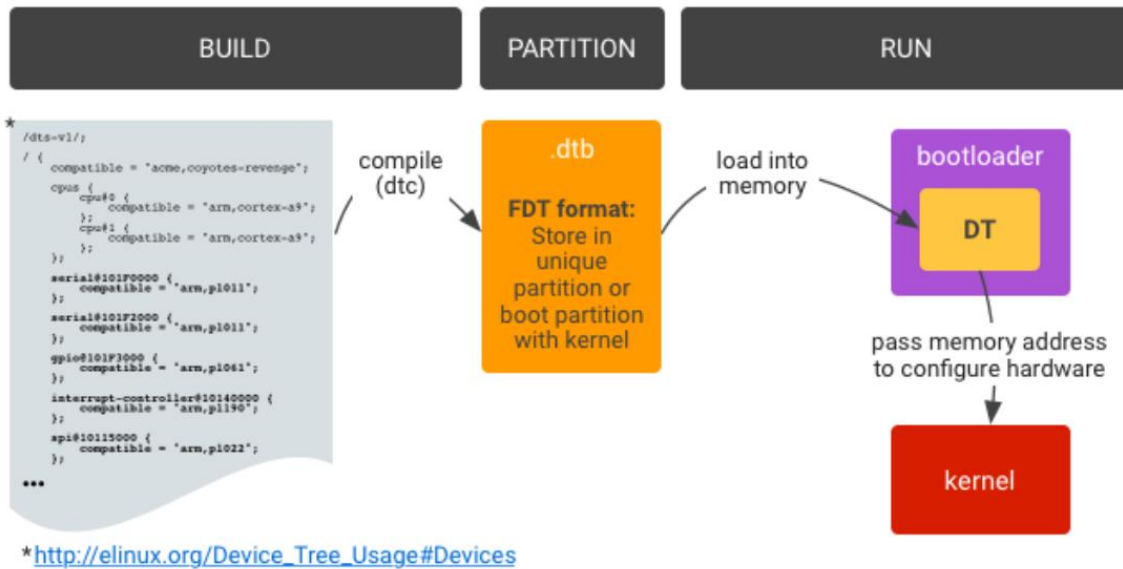 BUILD
PARTITION
RUN
*
/dts-v1/;
/ {
compatible = "acme,coyotes-revenge";
cpus {
cpu@0 {
compatible = "arm,cortex-a9";
};
cpu@1 {
compatible = "arm,cortex-a9";
};
};
serial@101F0000 {
compatible = "arm,pl011";
};
serial@101F2000 {
compatible = "arm,pl011";
};
gpio@101F3000 {
compatible = "arm,pl061";
};
interrupt-controller@10140000 {
compatible = "arm,pl190";
};
spi@10115000 {
compatible = "arm,pl022";
};
•••
compile
(dtc)
.dtb
FDT format:
Store in
unique
partition or
boot partition
with kernel
load into
memory
bootloader
DT
pass memory address
to configure hardware
kernel
*http://elinux.org/Device_Tree_Usage#Devices